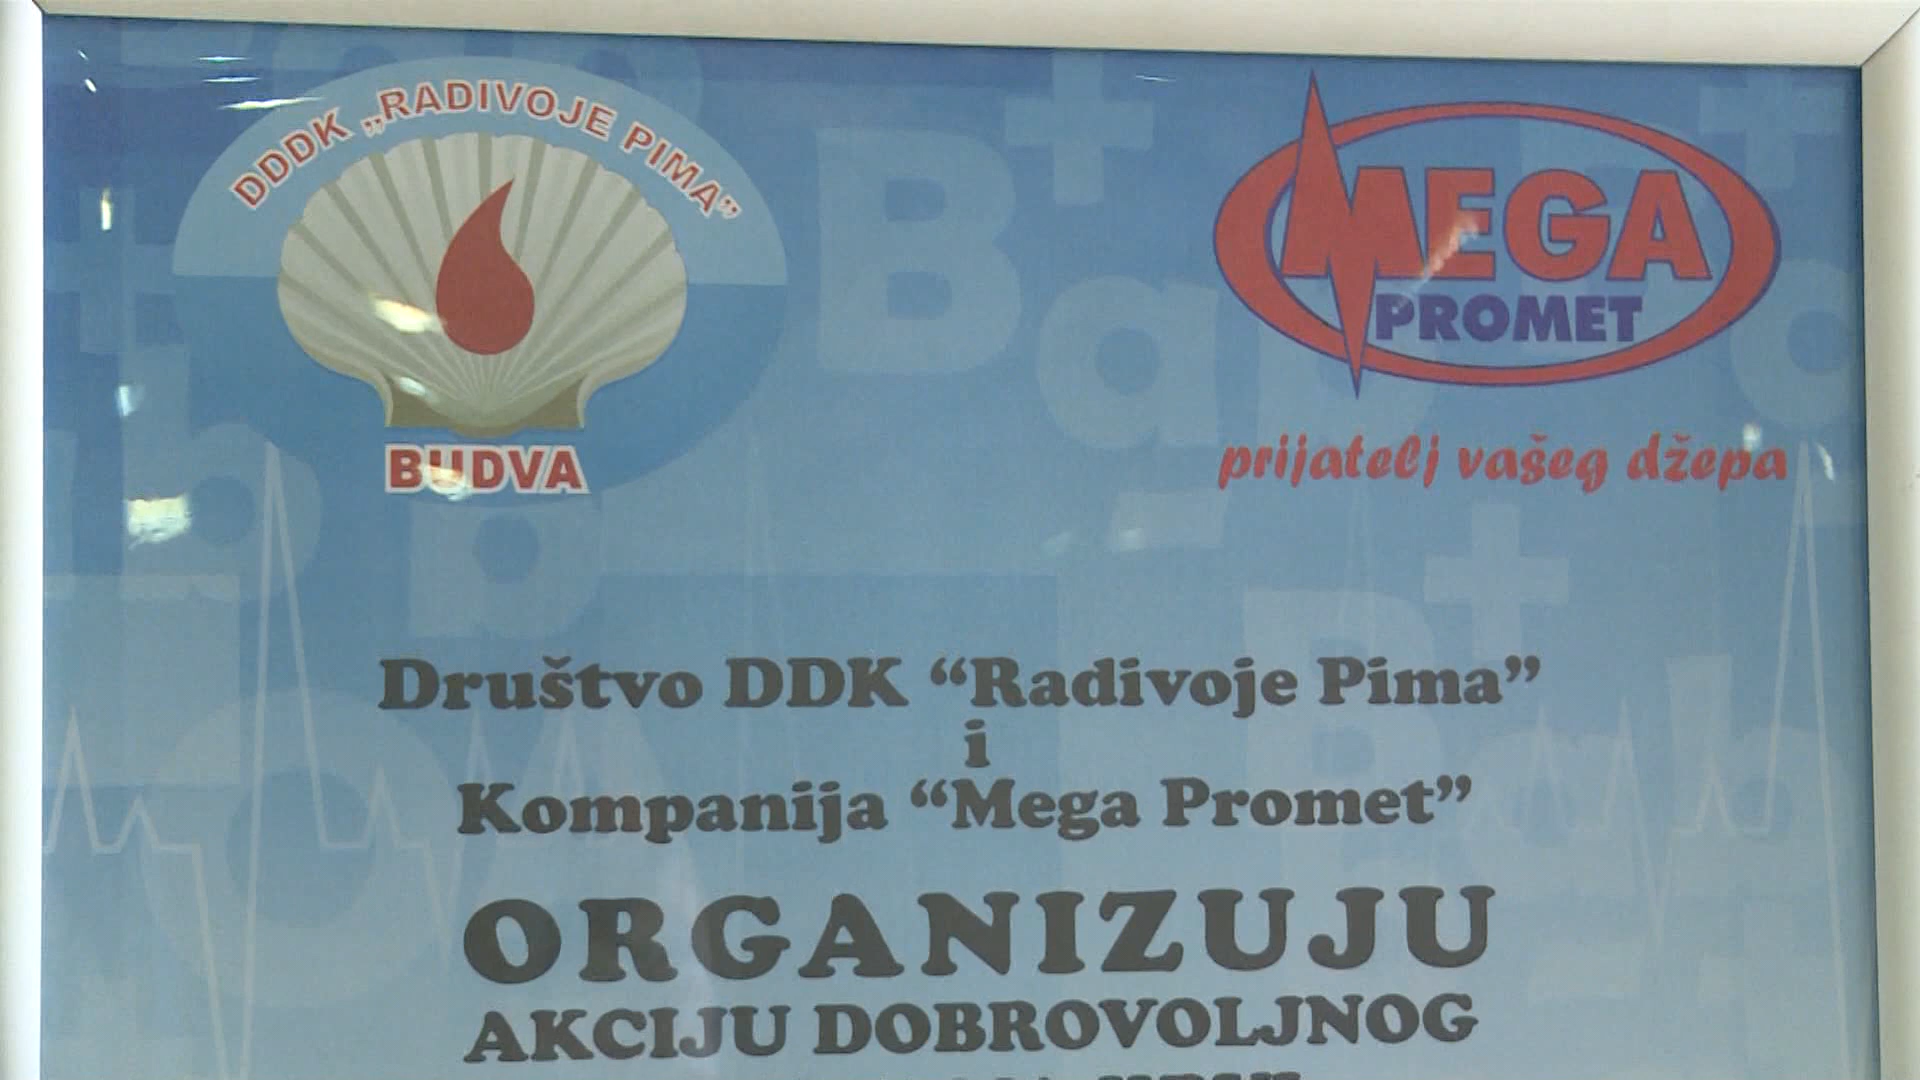 DDDK „RADIVOJE PIMA”
BUDVA
MEGA
PROMET
prijatelj vašeg džepa
Društvo DDK “Radivoje Pima”
i
Kompanija “Mega Promet”
ORGANIZUJU
AKCIJU DOBROVOLJNOG